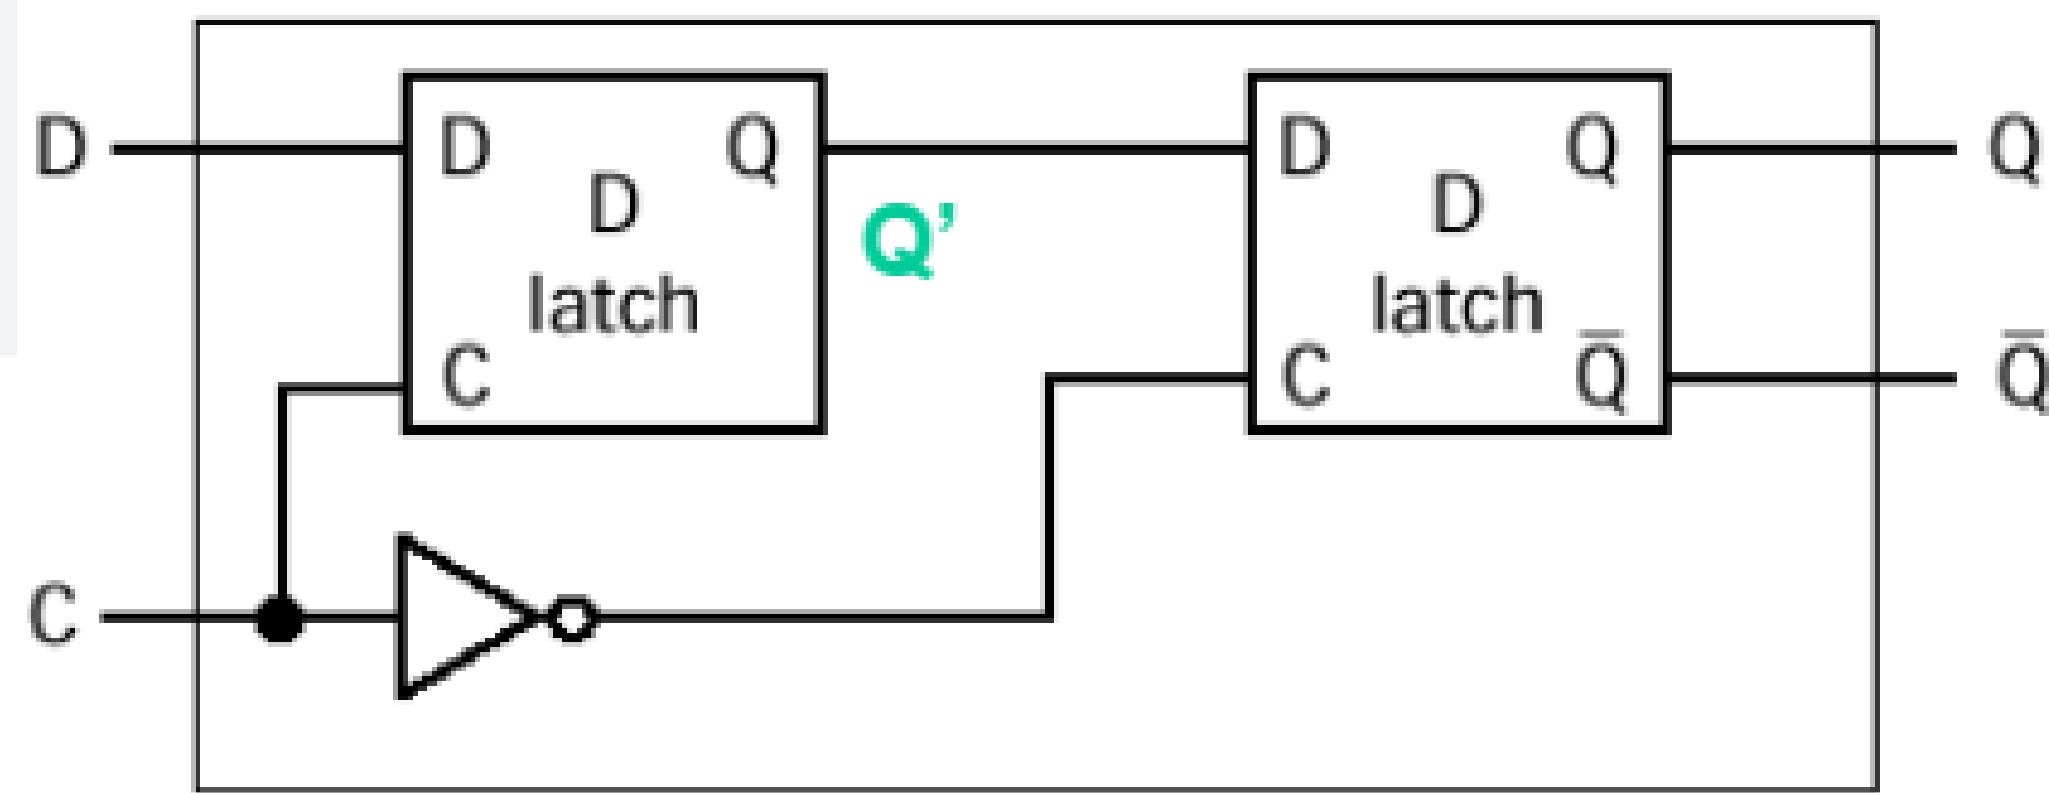 D D Q D Q Q
D D
Q’
latch latch
C C Q̅ Q̅
C